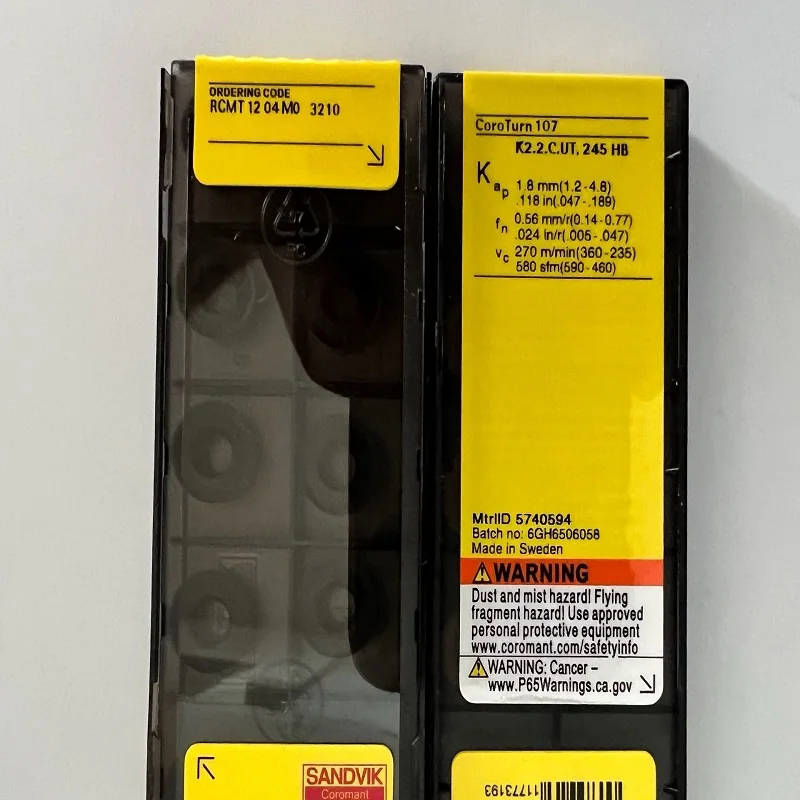 ORDERING CODE
RCMT 12 04 M0 3210
07
PC
SANDVIK
Coromant
CoroTurn 107
K2.2.C.UT, 245 HB
K
ap 1.8 mm(1.2-4.8)
.118 in(.047-.189)
fn 0.56 mm/r(0.14-0.77)
.024 in/r(.005-.047)
vc 270 m/min(360-235)
580 sfm(590-460)
MtrlID 5740594
Batch no: 6GH6506058
Made in Sweden
WARNING
Dust and mist hazard! Flying
fragment hazard! Use approved
personal protective equipment
www.coromant.com/safetyinfo
WARNING: Cancer –
www.P65Warnings.ca.gov
111773193